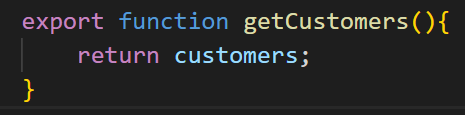 export function getCustomers(){
    return customers;
}